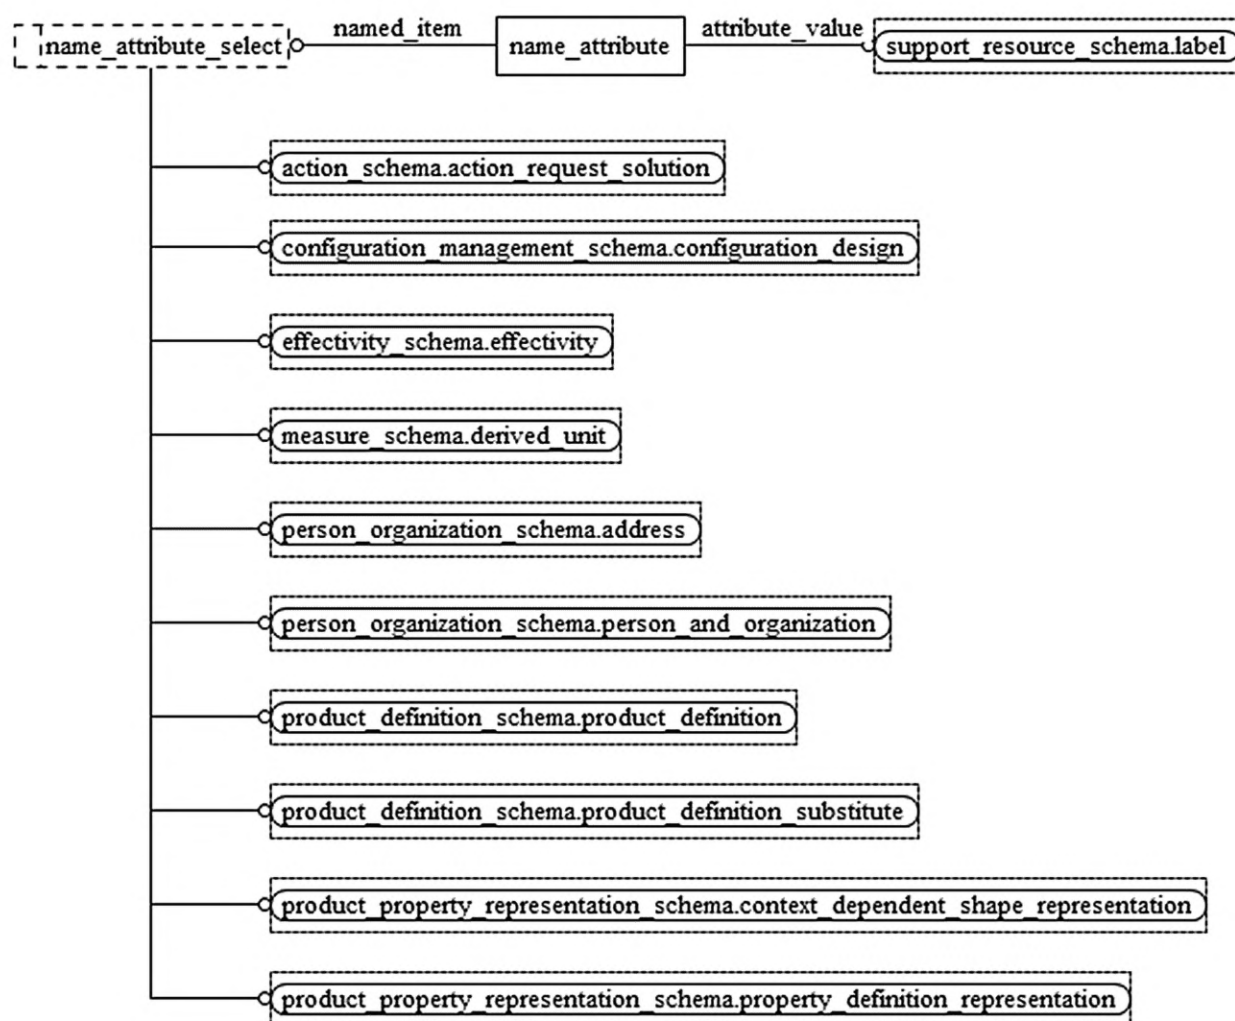 named_item
attribute_value
name_attribute_select
name_attribute
support_resource_schema.label
action_schema.action_request_solution
configuration_management_schema.configuration_design
effectivity_schema.effectivity
measure_schema.derived_unit
person_organization_schema.address
person_organization_schema.person_and_organization
product_definition_schema.product_definition
product_definition_schema.product_definition_substitute
product_property_representation_schema.context_dependent_shape_representation
product_property_representation_schema.property_definition_representation